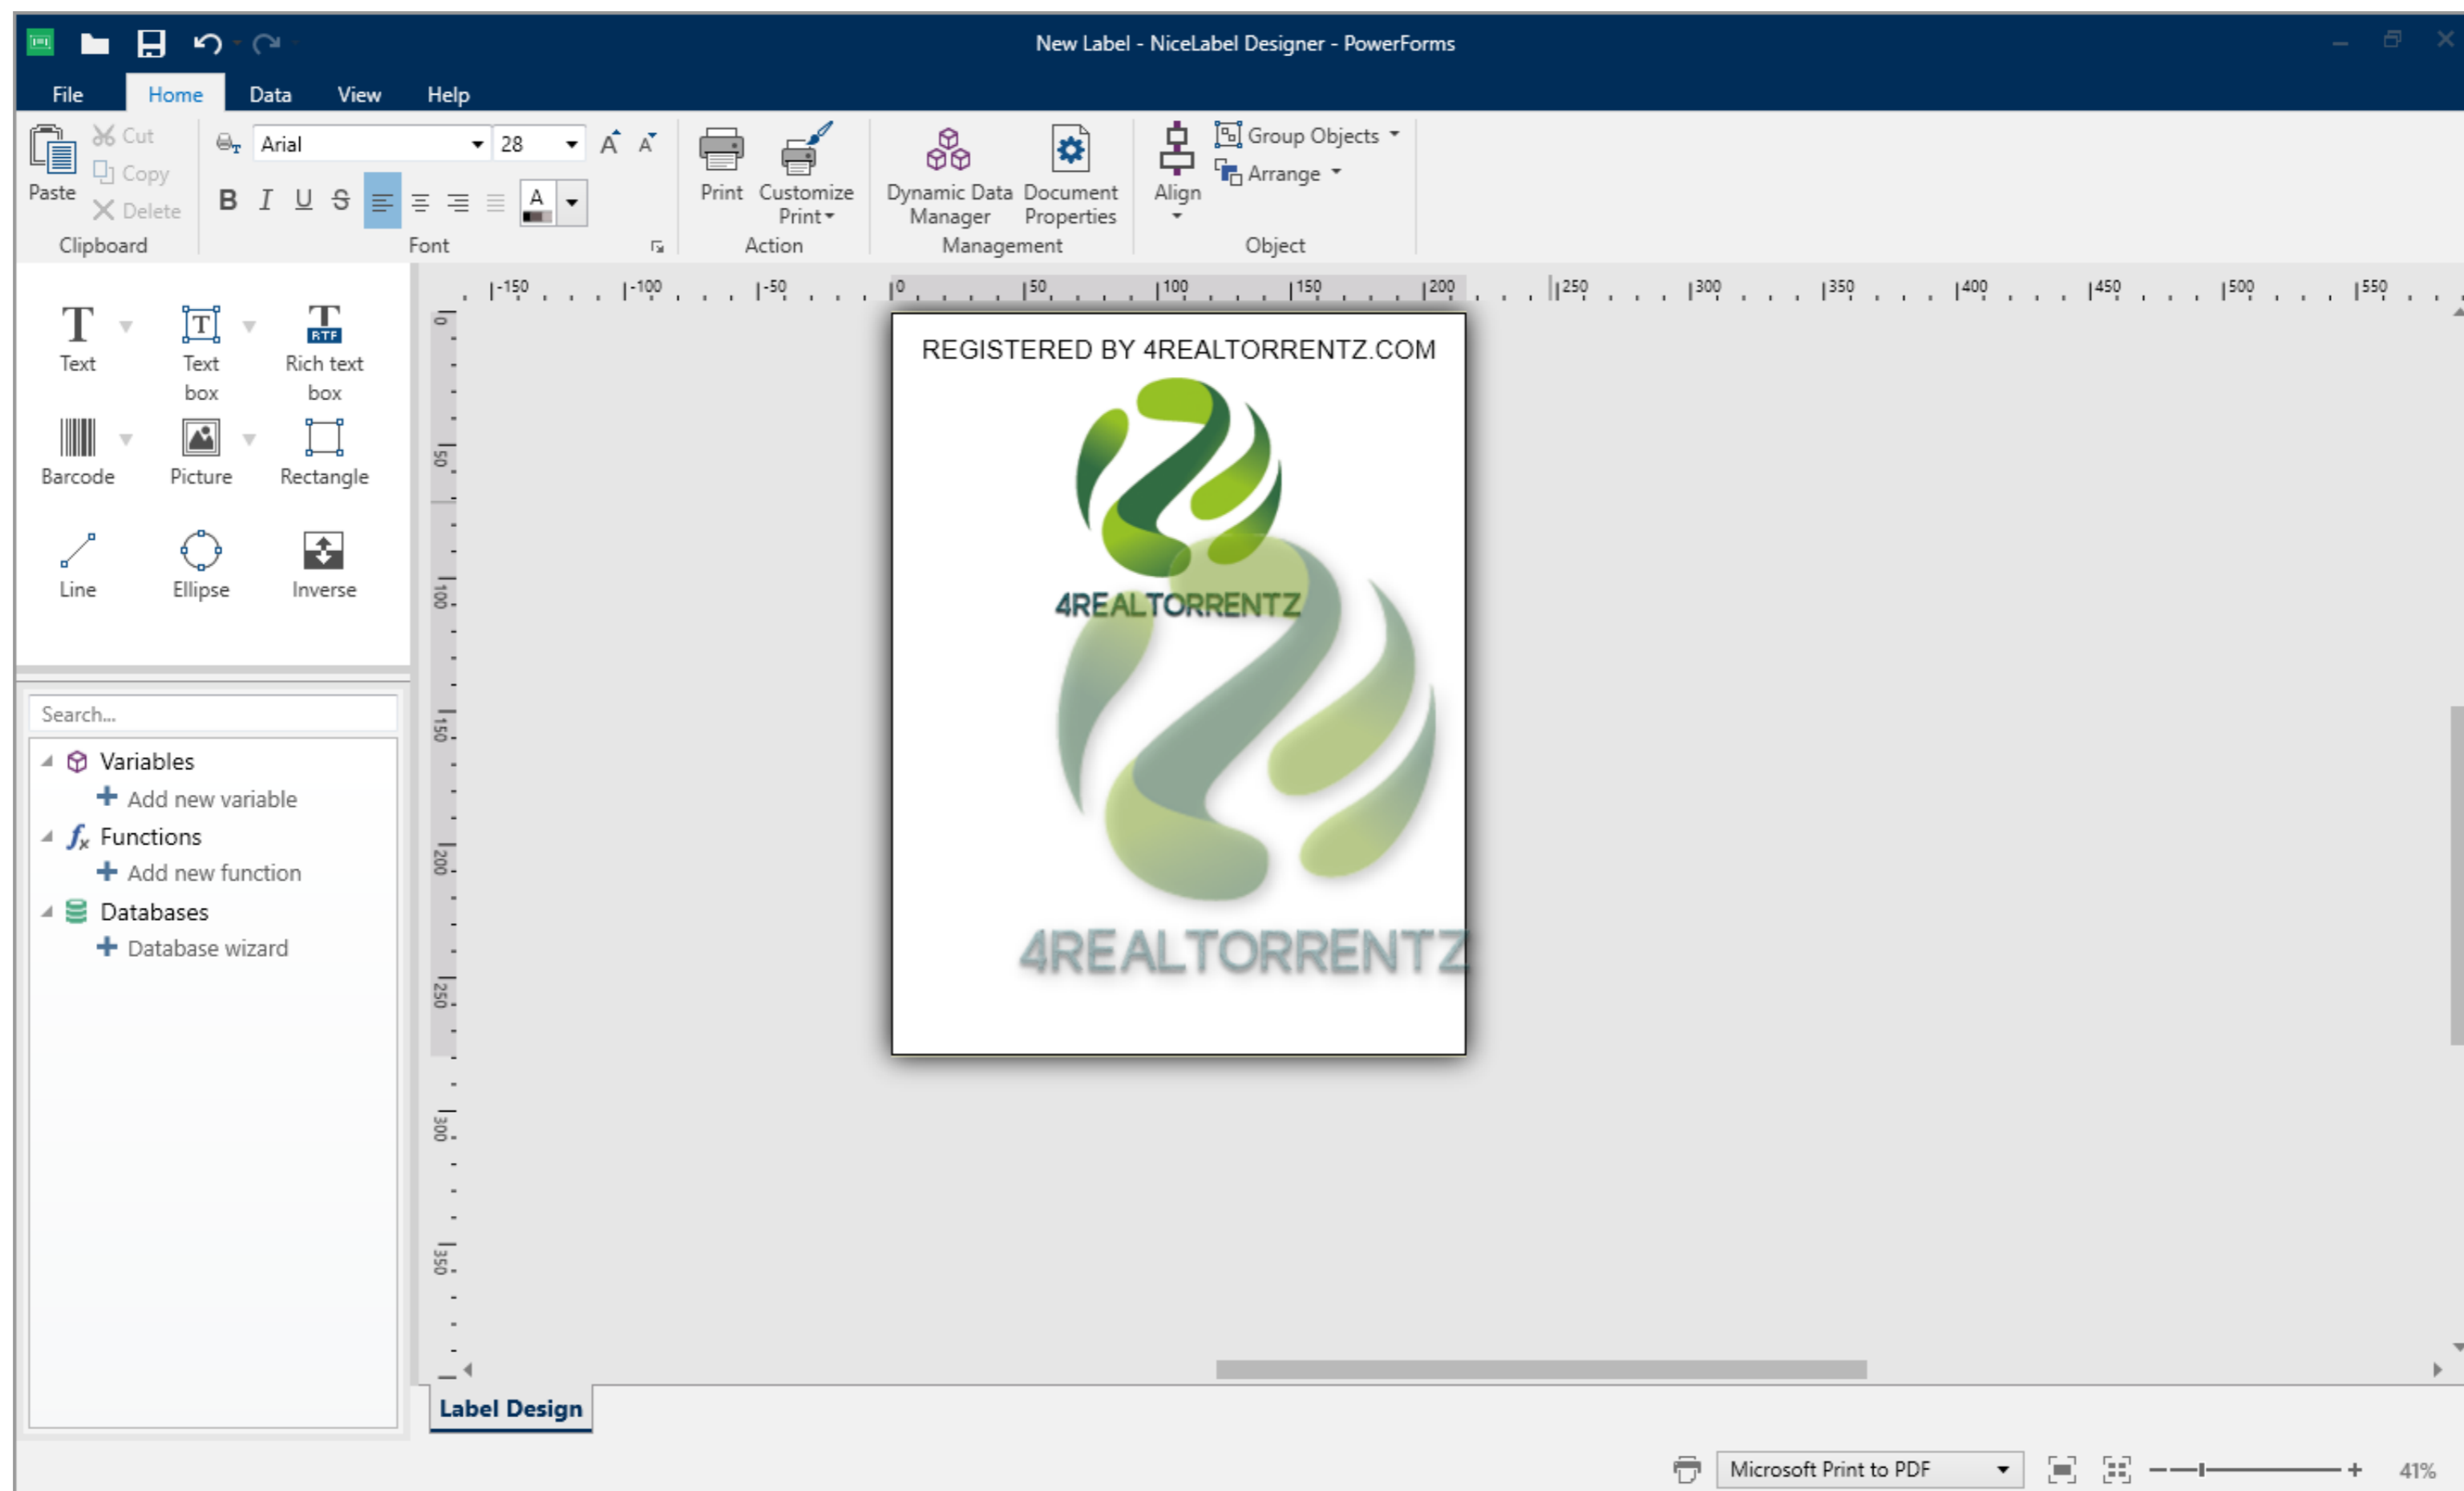 New Label - NiceLabel Designer - PowerForms
File Home Data View Help
Paste
Cut
Copy
Delete
Clipboard
Arial 28
B I U S A
Font
Print
Customize Print
Action
Dynamic Data Manager
Document Properties
Management
Align
Group Objects
Arrange
Object
Text
Text box
Rich text box
RTF
Barcode
Picture
Rectangle
Line
Ellipse
Inverse
Search...
Variables
Add new variable
Functions
Add new function
Databases
Database wizard
-150 -100 -50 0 50 100 150 200 250 300 350 400 450 500 550
0 50 100 150 200 250 300 350
REGISTERED BY 4REALTORRENTZ.COM
4REALTORRENTZ
4REALTORRENTZ
Label Design
Microsoft Print to PDF
41%